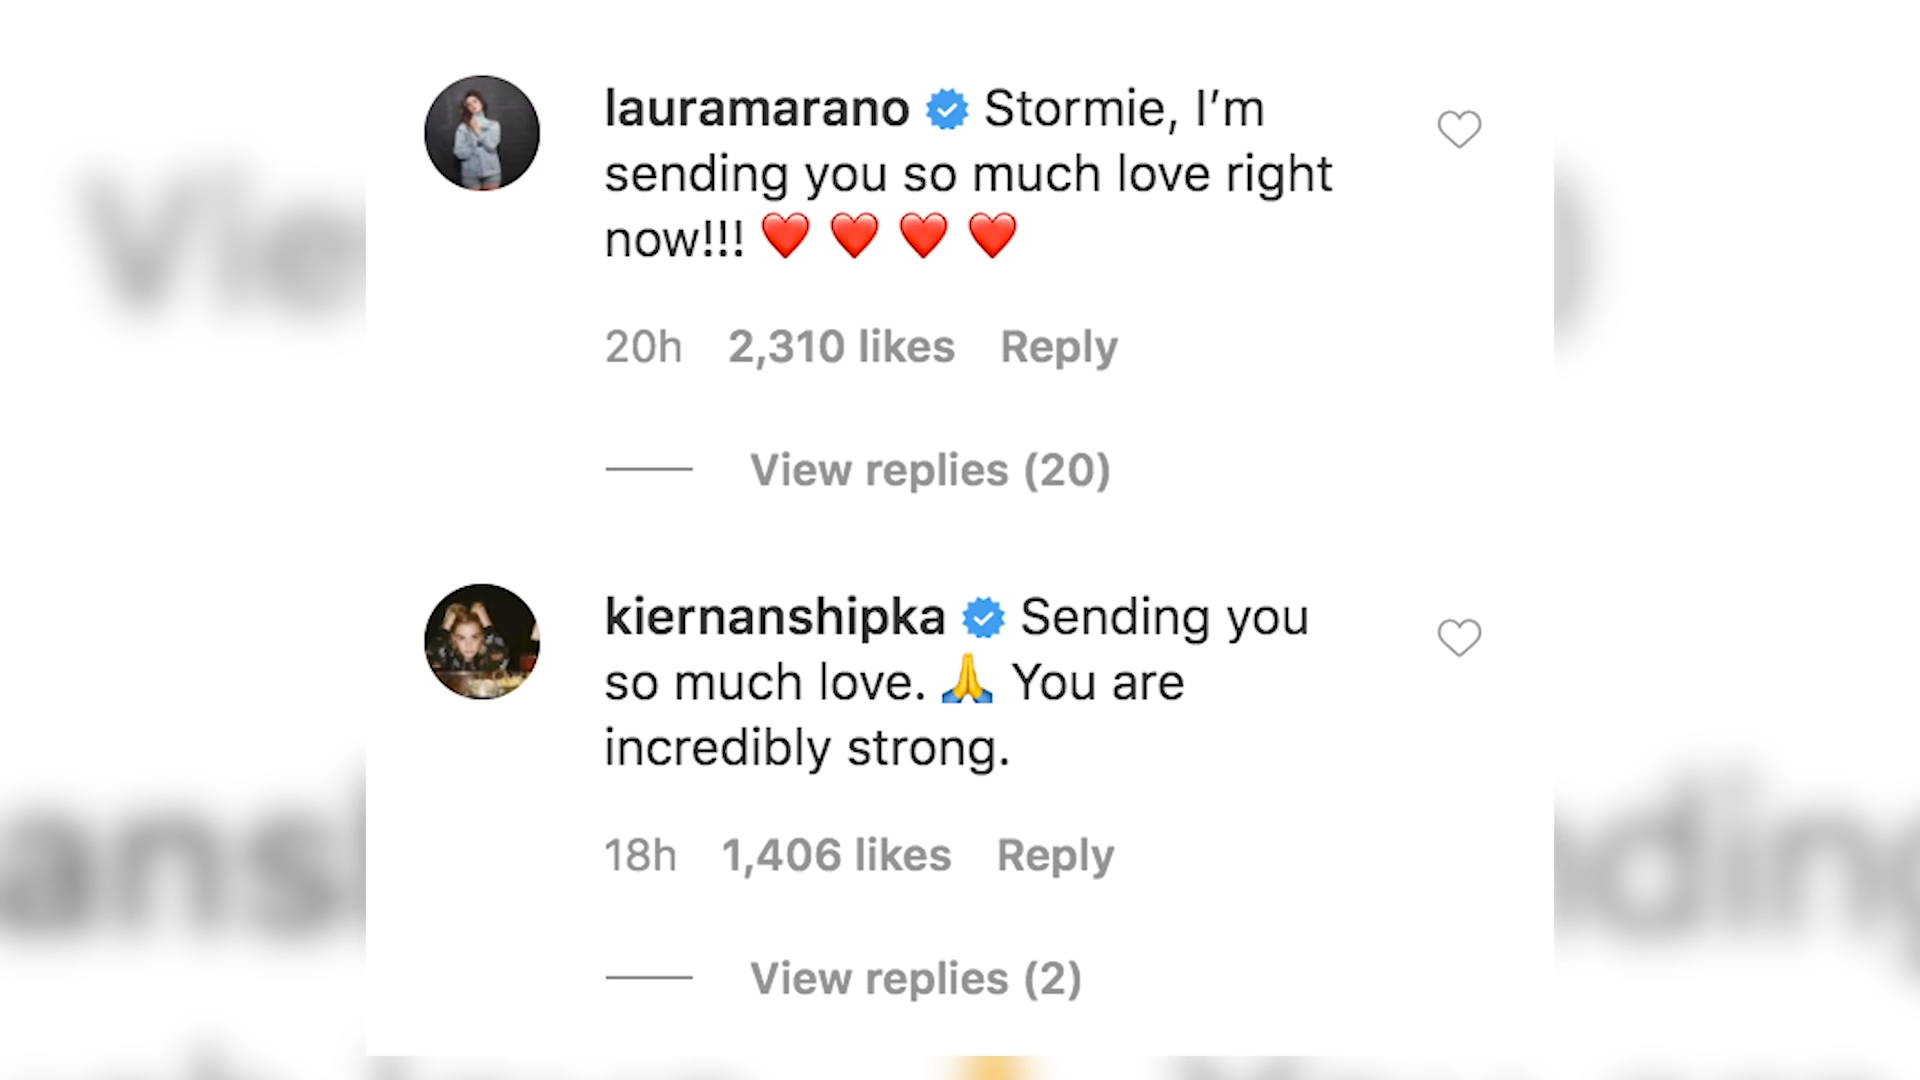 lauramarano Stormie, I’m
sending you so much love right
now!!! ❤️ ❤️ ❤️ ❤️
20h 2,310 likes Reply
View replies (20)
kiernanshipka Sending you
so much love. 🙏 You are
incredibly strong.
18h 1,406 likes Reply
View replies (2)